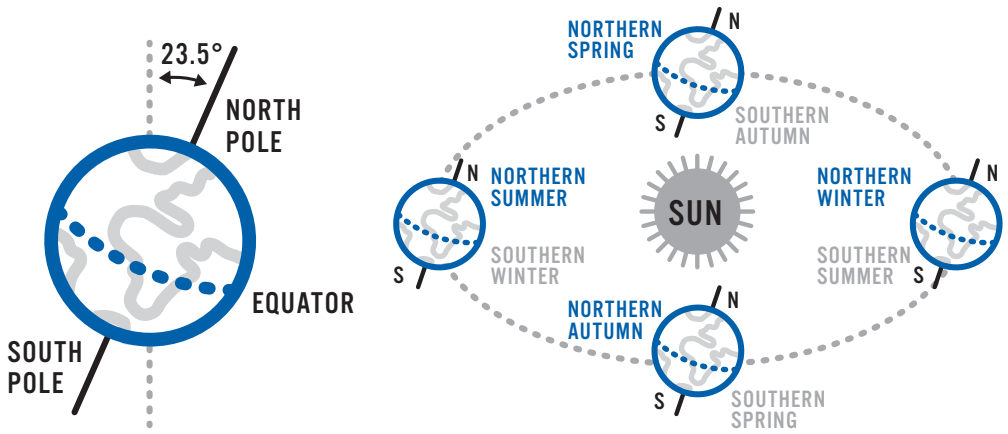 23.5°
NORTH
POLE
EQUATOR
SOUTH
POLE
N
NORTHERN
SPRING
S
SOUTHERN
AUTUMN
N
NORTHERN
SUMMER
S
SOUTHERN
WINTER
SUN
N
NORTHERN
WINTER
S
SOUTHERN
SUMMER
N
NORTHERN
AUTUMN
S
SOUTHERN
SPRING